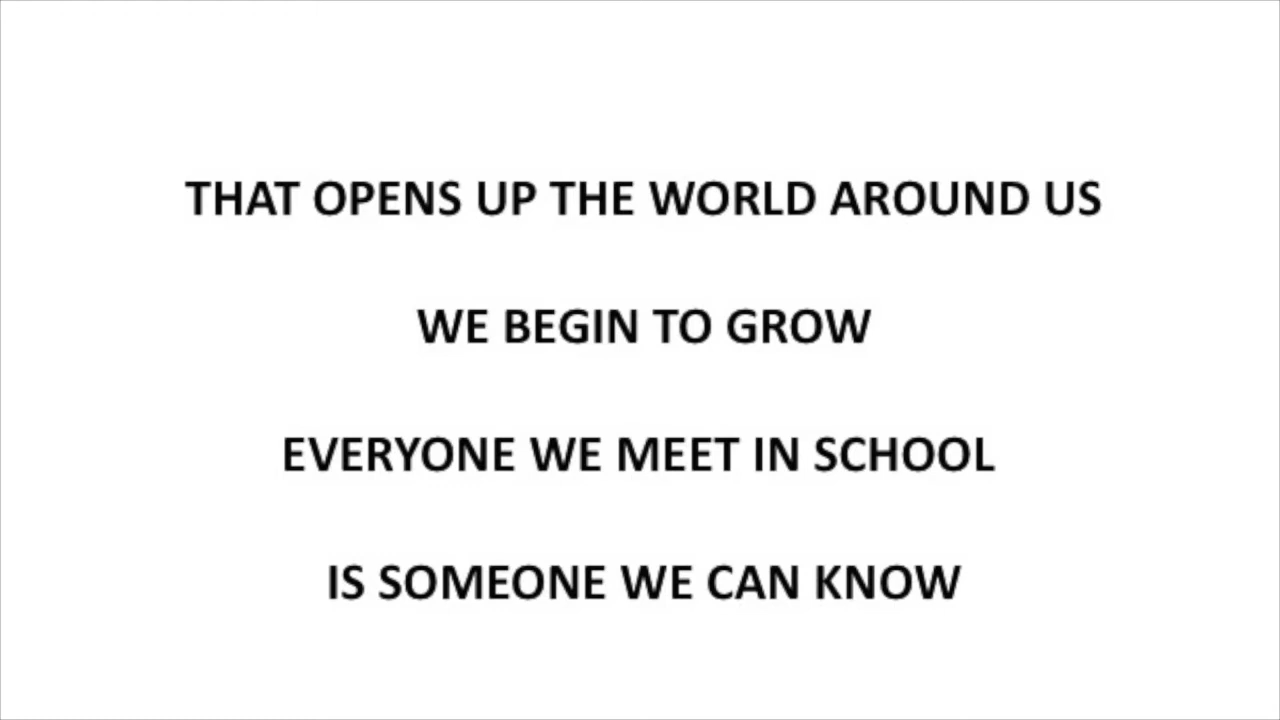 THAT OPENS UP THE WORLD AROUND US
WE BEGIN TO GROW
EVERYONE WE MEET IN SCHOOL
IS SOMEONE WE CAN KNOW